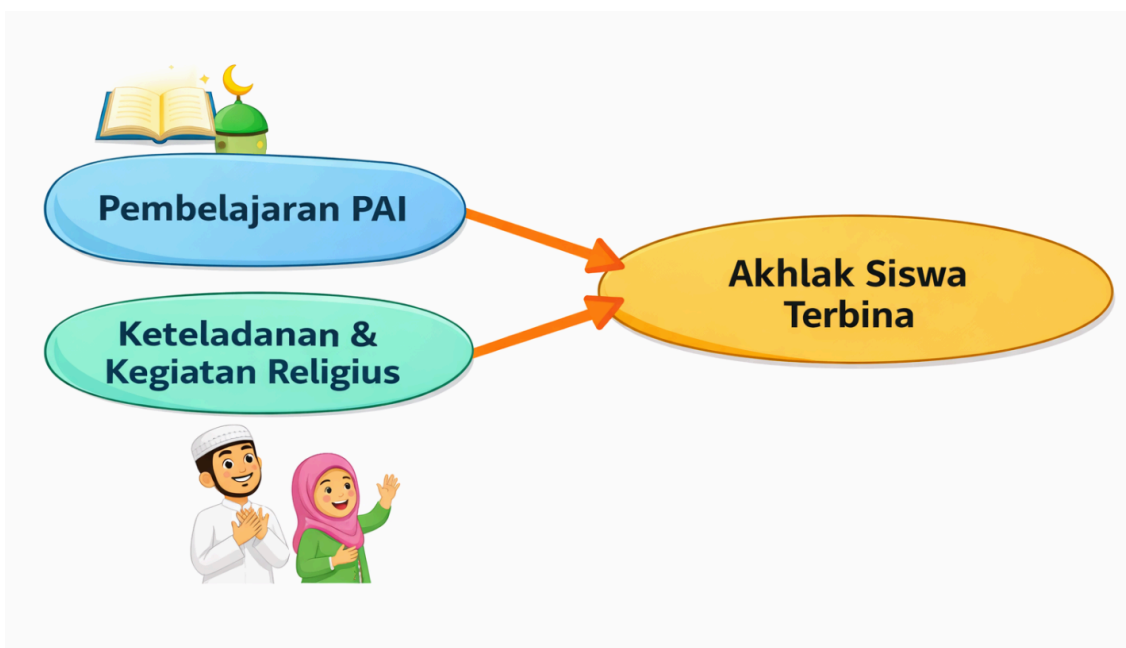 Pembelajaran PAI
Keteladanan &
Kegiatan Religius
Akhlak Siswa
Terbina